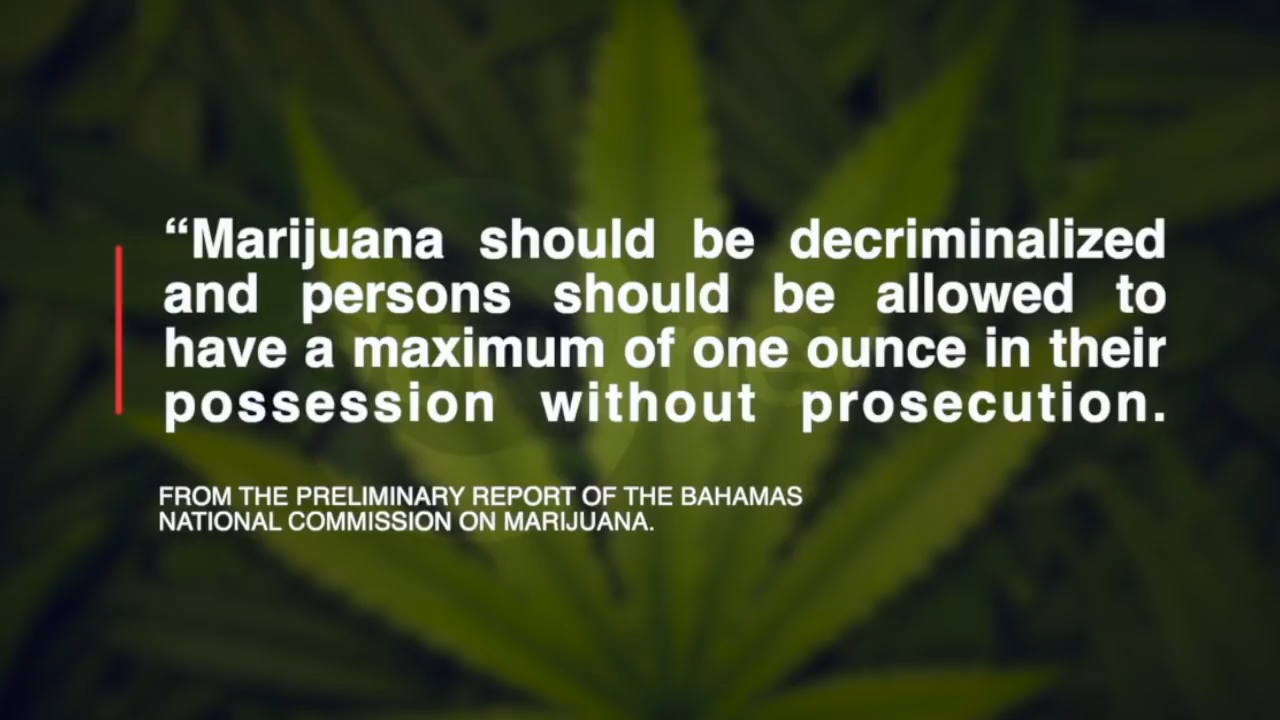 “Marijuana should be decriminalized
and persons should be allowed to
have a maximum of one ounce in their
possession without prosecution.
FROM THE PRELIMINARY REPORT OF THE BAHAMAS
NATIONAL COMMISSION ON MARIJUANA.